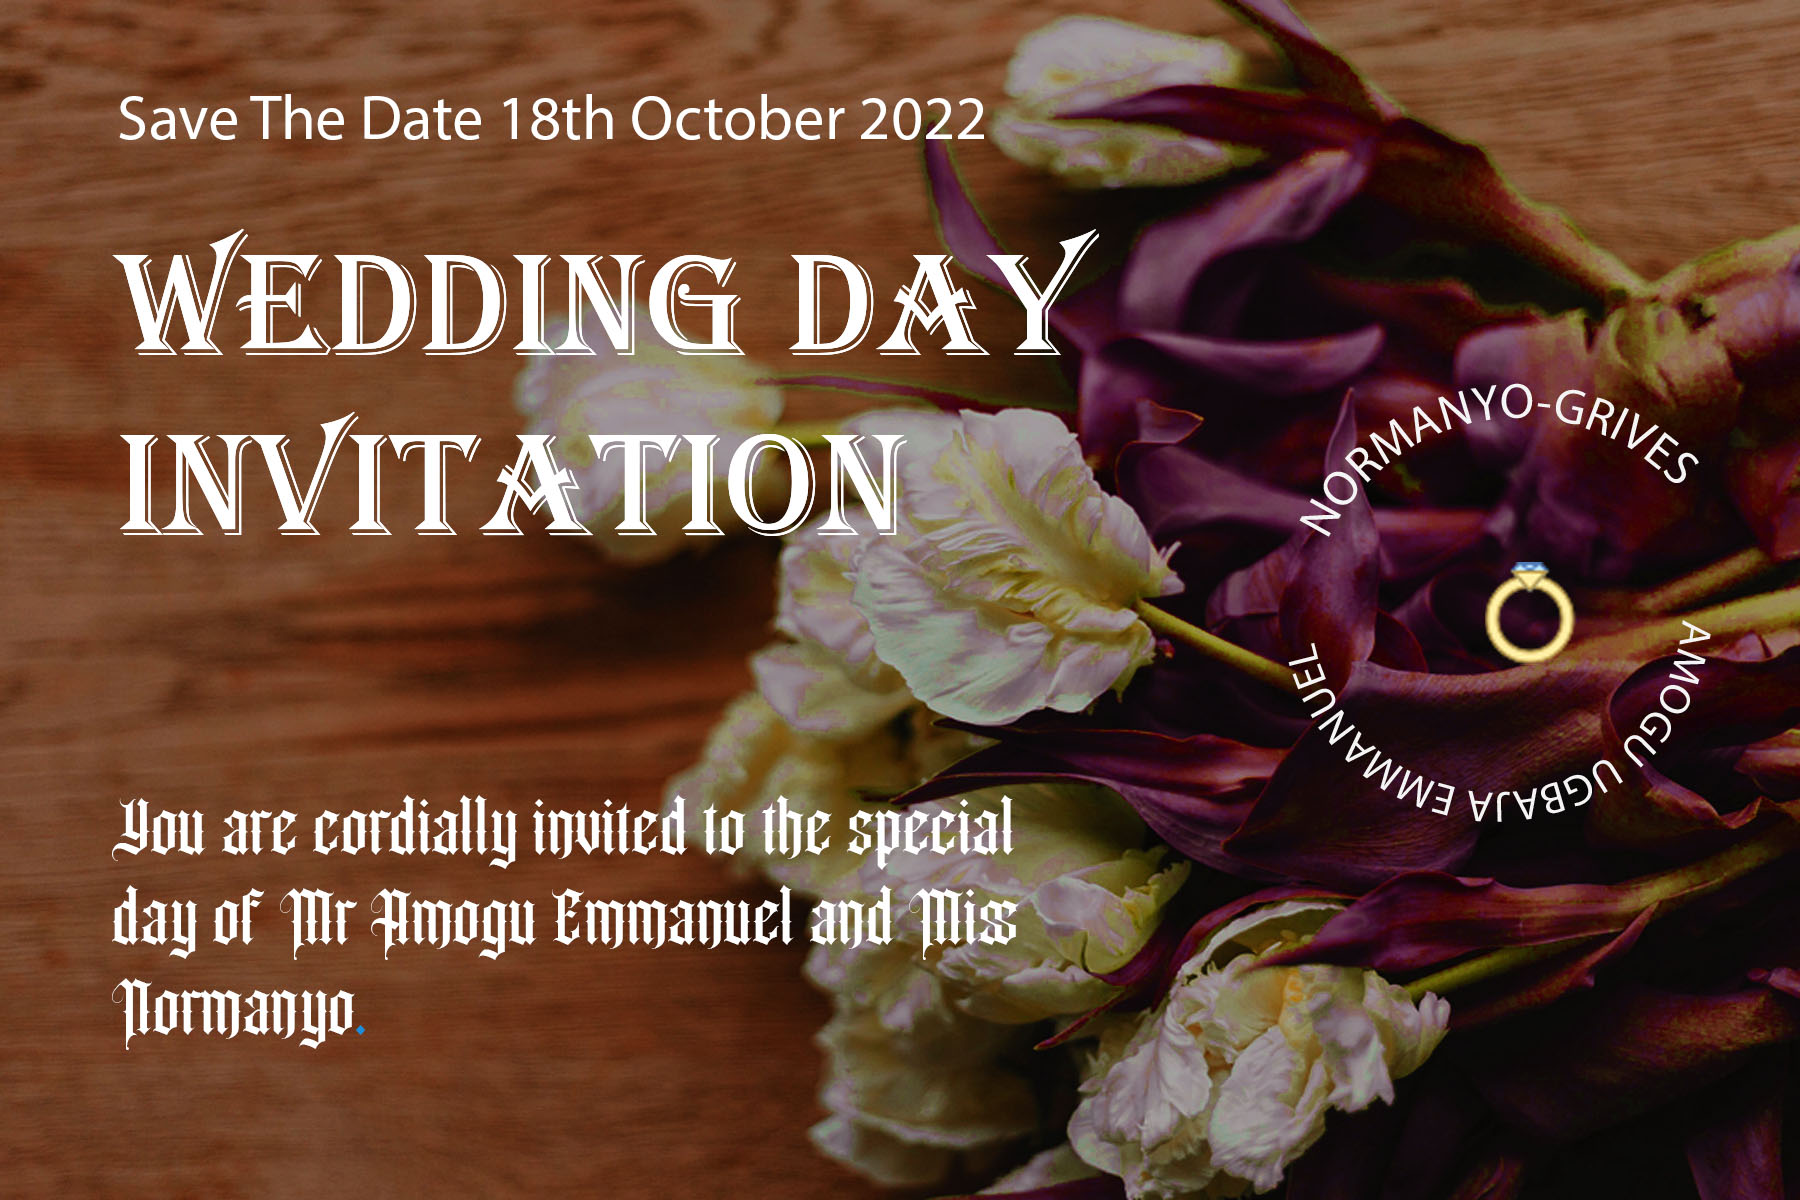 Save The Date 18th October 2022
WEDDING DAY
INVITATION
NORMANYO-GRIVES
AMOGU UGBAJA EMMANUEL
You are cordially invited to the special
day of Mr Amogu Emmanuel and Miss
Normanyo.